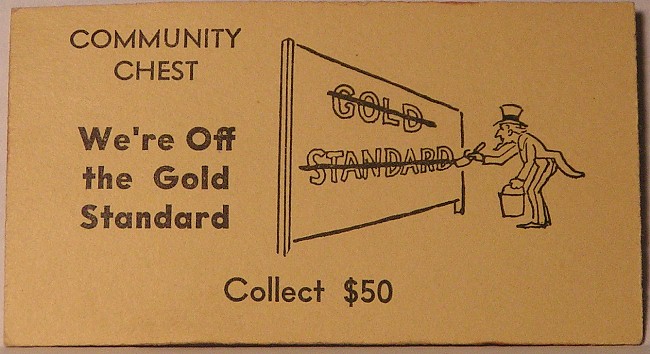 COMMUNITY
CHEST
We're Off
the Gold
Standard
GOLD
STANDARD
Collect $50